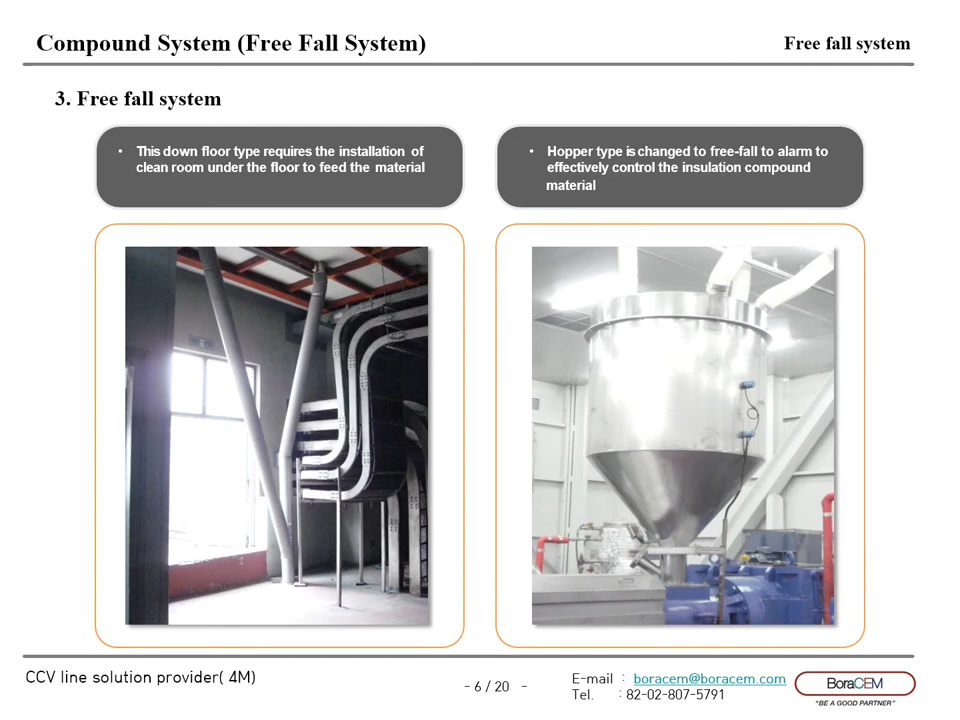 Compound System (Free Fall System)
Free fall system
3. Free fall system
• This down floor type requires the installation of
clean room under the floor to feed the material
• Hopper type is changed to free-fall to alarm to
effectively control the insulation compound
material
CCV line solution provider( 4M)
- 6 / 20 -
E-mail : boracem@boracem.com
Tel. : 82-02-807-5791
BoraCEM
"BE A GOOD PARTNER"